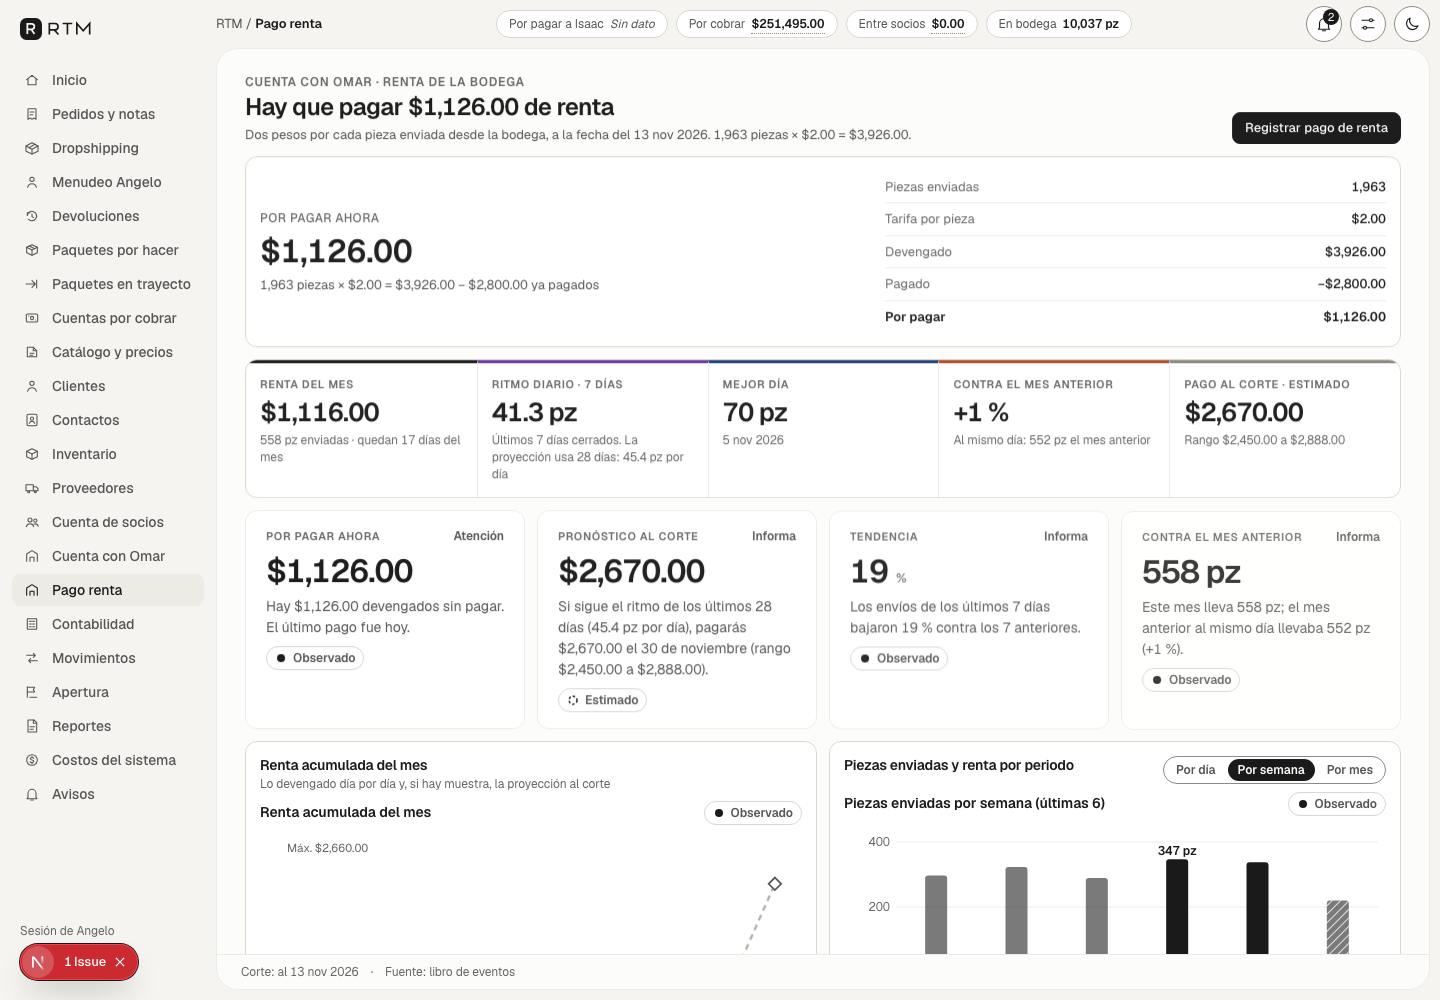 R RTM
Inicio
Pedidos y notas
Dropshipping
Menudeo Angelo
Devoluciones
Paquetes por hacer
Paquetes en trayecto
Cuentas por cobrar
Catálogo y precios
Clientes
Contactos
Inventario
Proveedores
Cuenta de socios
Cuenta con Omar
Pago renta
Contabilidad
Movimientos
Apertura
Reportes
Costos del sistema
Avisos
Sesión de Angelo
N 1 Issue
RTM / Pago renta
Por pagar a Isaac Sin dato
Por cobrar $251,495.00
Entre socios $0.00
En bodega 10,037 pz
2
CUENTA CON OMAR · RENTA DE LA BODEGA
Hay que pagar $1,126.00 de renta
Dos pesos por cada pieza enviada desde la bodega, a la fecha del 13 nov 2026. 1,963 piezas × $2.00 = $3,926.00.
Registrar pago de renta
POR PAGAR AHORA
$1,126.00
1,963 piezas × $2.00 = $3,926.00 − $2,800.00 ya pagados
Piezas enviadas 1,963
Tarifa por pieza $2.00
Devengado $3,926.00
Pagado −$2,800.00
Por pagar $1,126.00
RENTA DEL MES
$1,116.00
558 pz enviadas · quedan 17 días del
mes
RITMO DIARIO · 7 DÍAS
41.3 pz
Últimos 7 días cerrados. La
proyección usa 28 días: 45.4 pz por
día
MEJOR DÍA
70 pz
5 nov 2026
CONTRA EL MES ANTERIOR
+1 %
Al mismo día: 552 pz el mes anterior
PAGO AL CORTE · ESTIMADO
$2,670.00
Rango $2,450.00 a $2,888.00
POR PAGAR AHORA Atención
$1,126.00
Hay $1,126.00 devengados sin pagar.
El último pago fue hoy.
Observado
PRONÓSTICO AL CORTE Informa
$2,670.00
Si sigue el ritmo de los últimos 28
días (45.4 pz por día), pagarás
$2,670.00 el 30 de noviembre (rango
$2,450.00 a $2,888.00).
Estimado
TENDENCIA Informa
19 %
Los envíos de los últimos 7 días
bajaron 19 % contra los 7 anteriores.
Observado
CONTRA EL MES ANTERIOR Informa
558 pz
Este mes lleva 558 pz; el mes
anterior al mismo día llevaba 552 pz
(+1 %).
Observado
Renta acumulada del mes
Lo devengado día por día y, si hay muestra, la proyección al corte
Renta acumulada del mes Observado
Máx. $2,660.00
Piezas enviadas y renta por periodo
Por día Por semana Por mes
Piezas enviadas por semana (últimas 6) Observado
400
347 pz
200
Corte: al 13 nov 2026 · Fuente: libro de eventos